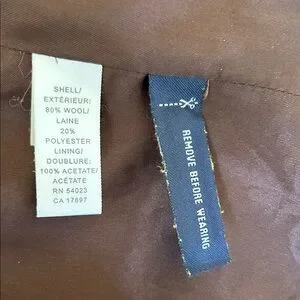 SHELL/
EXTÉRIEUR:
80% WOOL/
LAINE
20%
POLYESTER
LINING/
DOUBLURE:
100% ACETATE/
ACÉTATE
RN 54023
CA 17897
REMOVE BEFORE WEARING